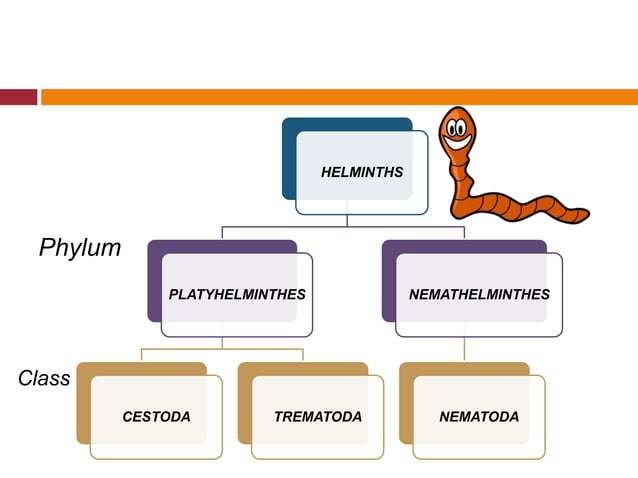 HELMINTHS
Phylum
PLATYHELMINTHES
NEMATHELMINTHES
Class
CESTODA
TREMATODA
NEMATODA